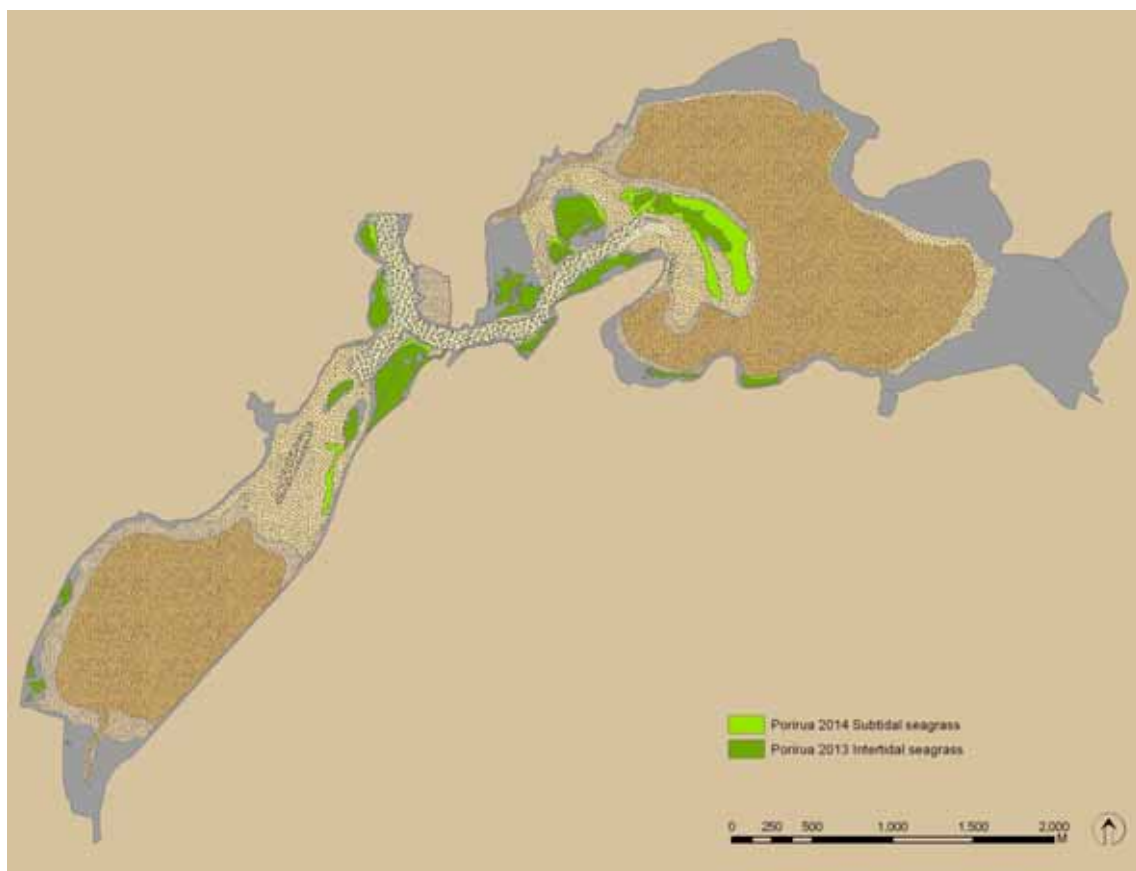 Porirua 2014 Subtidal seagrass
Porirua 2013 Intertidal seagrass
0 250 500 1,000 1,500 2,000
M